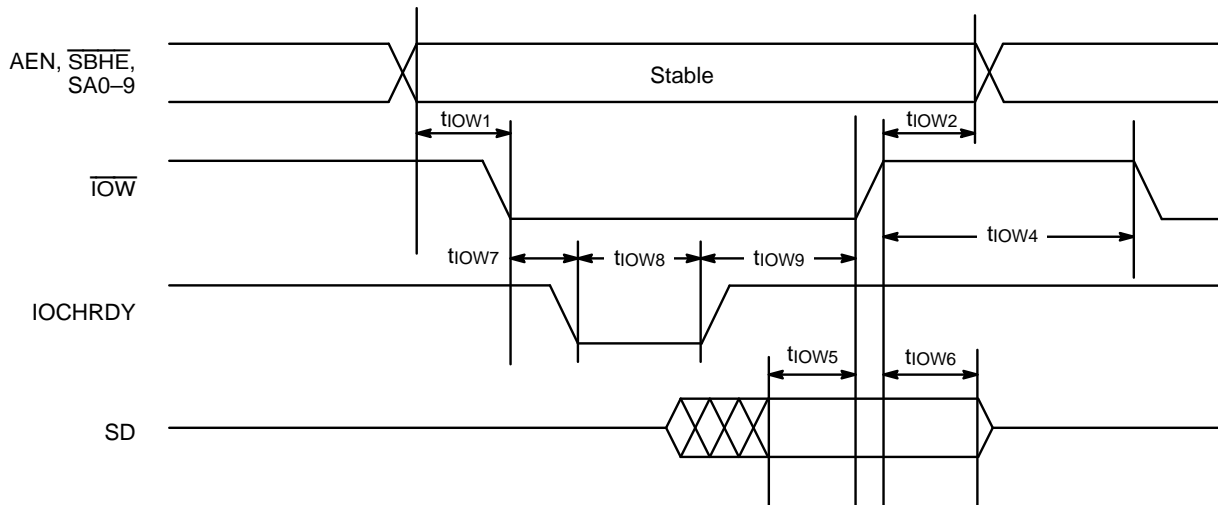 AEN, SBHE,
SA0–9
Stable
tIOW1
tIOW2
IOW
tIOW7
tIOW8
tIOW9
tIOW4
IOCHRDY
tIOW5
tIOW6
SD